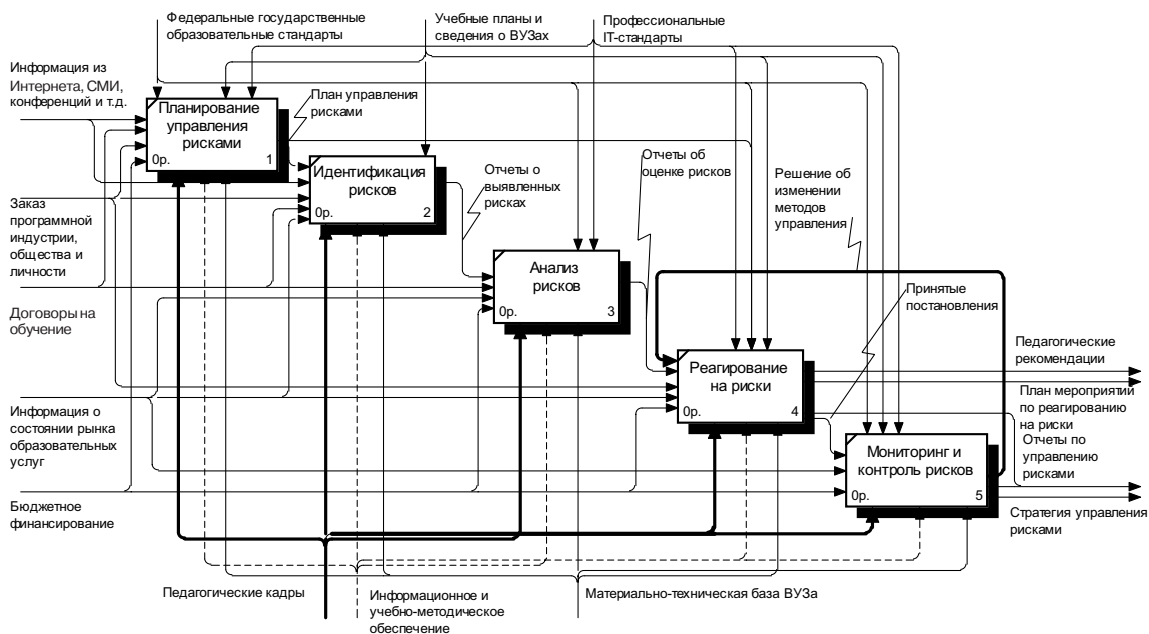 Федеральные государственные
образовательные стандарты
Учебные планы и
сведения о ВУЗах
Профессиональные
IT-стандарты
Информация из
Интернета, СМИ,
конференций и т.д.
Планирование
управления
рисками
0р.
1
План управления
рисками
Идентификация
рисков
0р.
2
Отчеты о
выявленных
рисках
Отчеты об
оценке рисков
Решение об
изменении
методов
управления
Заказ
программной
индустрии,
общества и
личности
Анализ
рисков
0р.
3
Принятые
постановления
Договоры на
обучение
Реагирование
на риски
0р.
4
Педагогические
рекомендации
План мероприятий
по реагированию
на риски
Информация о
состоянии рынка
образовательных
услуг
Мониторинг и
контроль рисков
0р.
5
Отчеты по
управлению
рисками
Бюджетное
финансирование
Стратегия управления
рисками
Педагогические кадры
Информационное и
учебно-методическое
обеспечение
Материально-техническая база ВУЗа